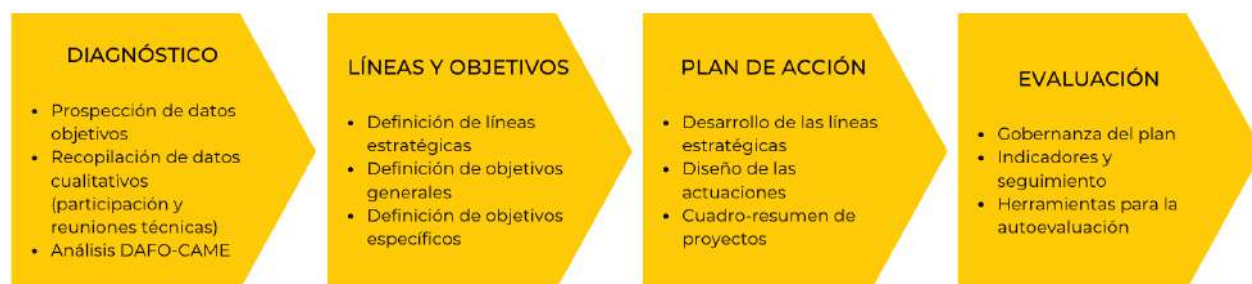 DIAGNÓSTICO
• Prospección de datos
objetivos
• Recopilación de datos
cualitativos
(participación y
reuniones técnicas)
• Análisis DAFO-CAME
LÍNEAS Y OBJETIVOS
• Definición de líneas
estratégicas
• Definición de objetivos
generales
• Definición de objetivos
específicos
PLAN DE ACCIÓN
• Desarrollo de las líneas
estratégicas
• Diseño de las
actuaciones
• Cuadro-resumen de
proyectos
EVALUACIÓN
• Gobernanza del plan
• Indicadores y
seguimiento
• Herramientas para la
autoevaluación